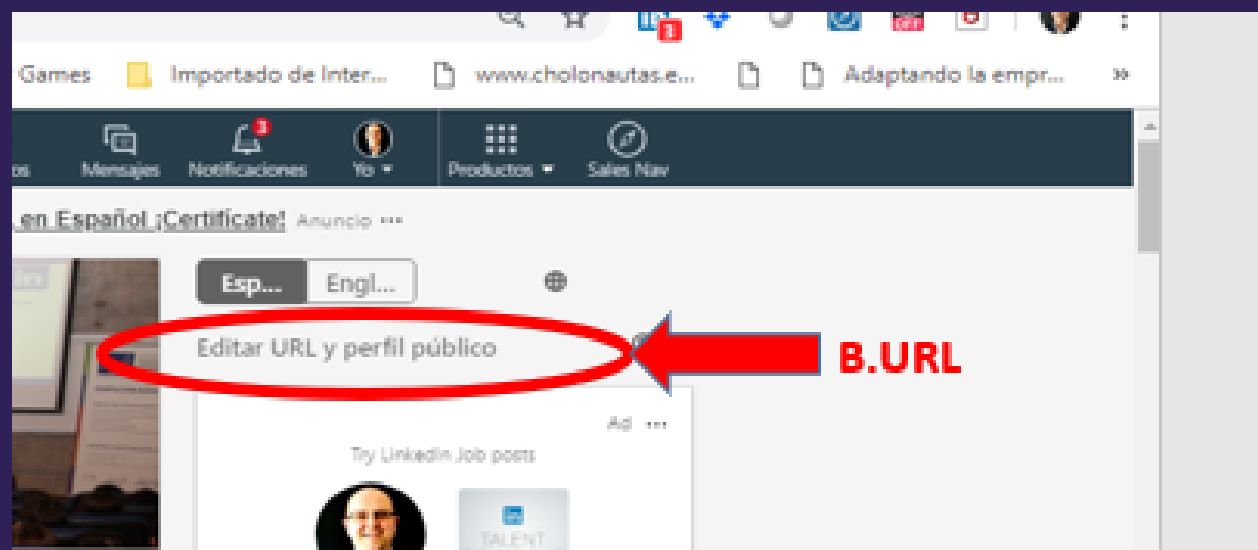 Games Importado de Inter... www.cholonautas.e... Adaptando la empr... »
Mensajes Notificaciones Yo Productos Sales Nav
en Español ¡Certifícate! Anuncio ...
Esp... Engl...
Editar URL y perfil público
B.URL
Ad ...
Try LinkedIn Job posts
in
TALENT